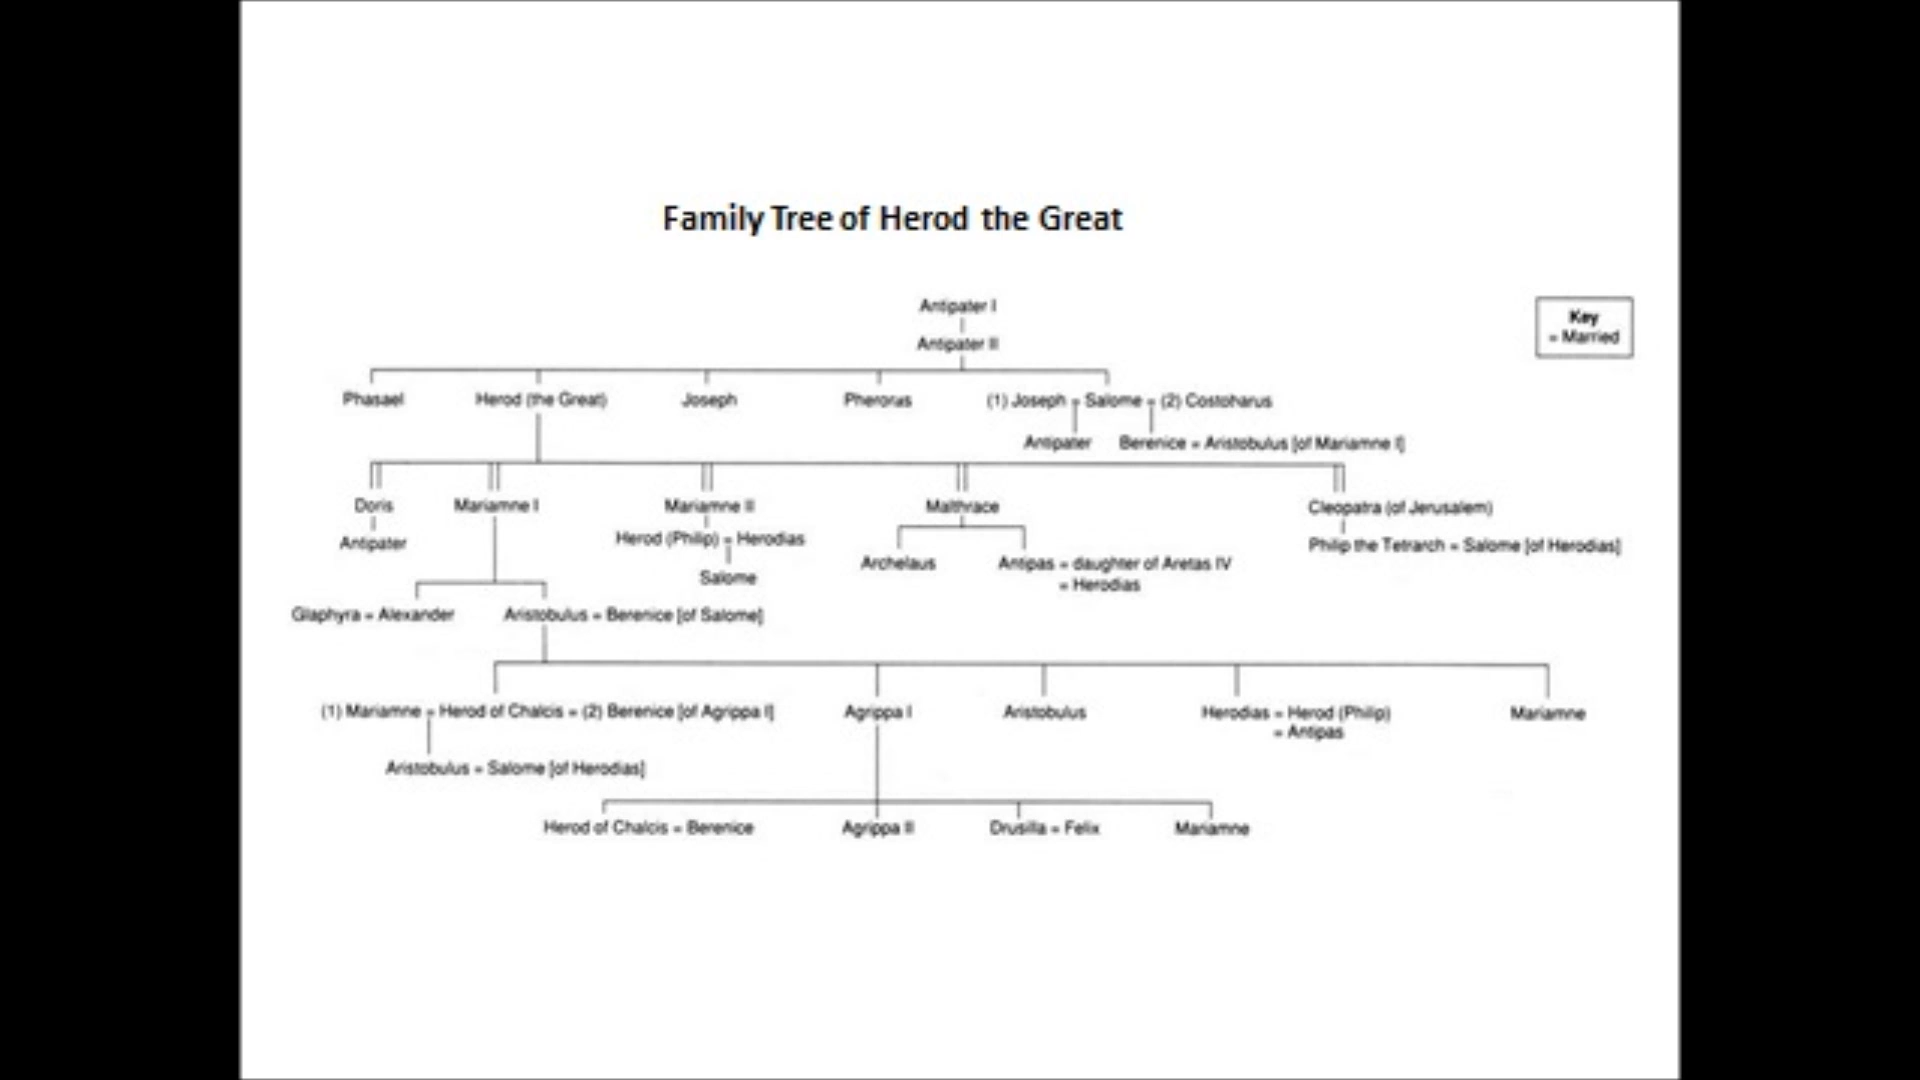 Family Tree of Herod the Great
Antipater I
Key
= Married
Antipater II
Phasael Herod (the Great) Joseph Pheroras (1) Joseph = Salome = (2) Costoharus
Antipater Berenice = Aristobulus [of Mariamne I]
Doris Mariamne I Mariamne II Malthrace Cleopatra (of Jerusalem)
Antipater Herod (Philip) = Herodias Philip the Tetrarch = Salome [of Herodias]
Archelaus Antipas = daughter of Aretas IV
Salome = Herodias
Glaphyra = Alexander Aristobulus = Berenice [of Salome]
(1) Mariamne = Herod of Chalcis = (2) Berenice [of Agrippa I] Agrippa I Aristobulus Herodias = Herod (Philip) Mariamne
= Antipas
Aristobulus = Salome [of Herodias]
Herod of Chalcis = Berenice Agrippa II Drusilla = Felix Mariamne